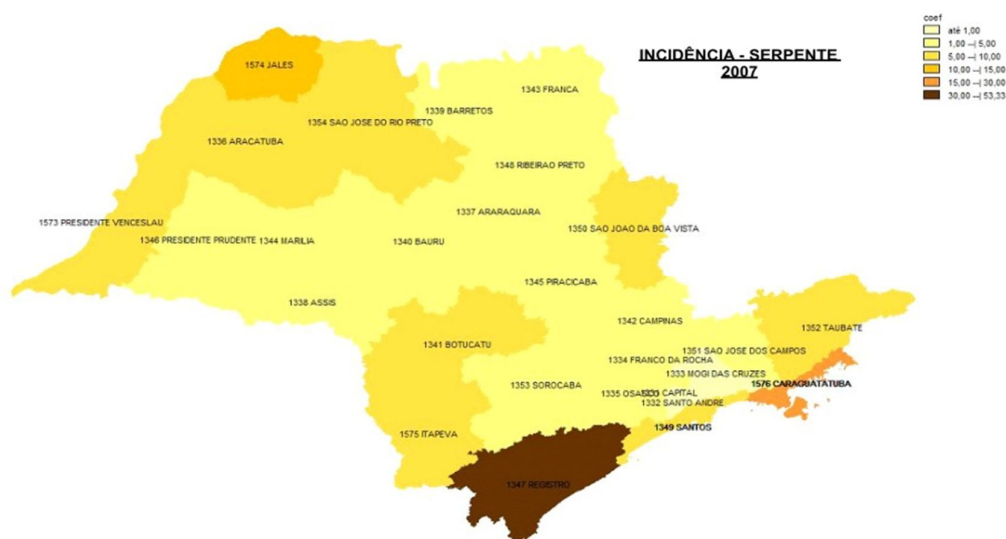 coef
até 1,00
1,00 --| 5,00
5,00 --| 10,00
10,00 --| 15,00
15,00 --| 30,00
30,00 --| 53,33
INCIDÊNCIA - SERPENTE
2007
1574 JALES
1343 FRANCA
1339 BARRETOS
1354 SAO JOSE DO RIO PRETO
1336 ARACATUBA
1348 RIBEIRAO PRETO
1337 ARARAQUARA
1573 PRESIDENTE VENCESLAU
1350 SAO JOAO DA BOA VISTA
1346 PRESIDENTE PRUDENTE
1344 MARILIA
1340 BAURU
1345 PIRACICABA
1338 ASSIS
1342 CAMPINAS
1352 TAUBATE
1341 BOTUCATU
1351 SAO JOSE DOS CAMPOS
1334 FRANCO DA ROCHA
1333 MOGI DAS CRUZES
1353 SOROCABA
1576 CARAGUATATUBA
1335 OSASCO
CAPITAL
1332 SANTO ANDRE
1349 SANTOS
1575 ITAPEVA
1347 REGISTRO